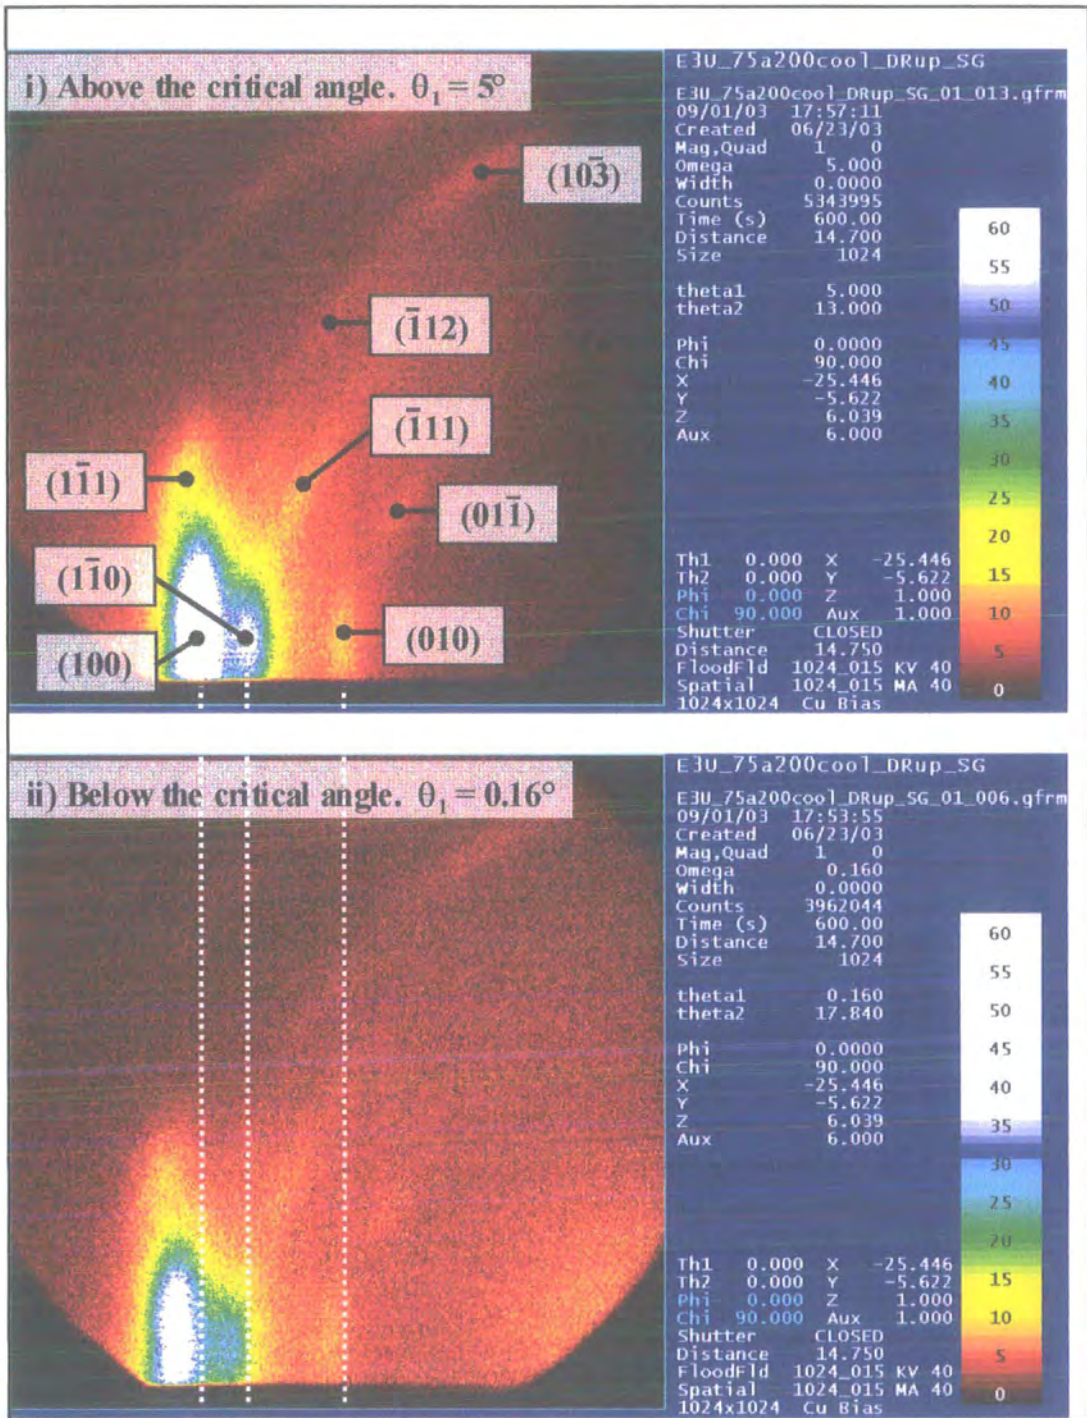 i) Above the critical angle. θ₁ = 5°
(103̄)
(1̄12)
(1̄11)
(11̄1)
(011̄)
(11̄0)
(100)
(010)
E3U_75a200cool_DRup_SG
E3U_75a200cool_DRup_SG_01_013.gfrm
09/01/03 17:57:11
Created 06/23/03
Mag,Quad 1 0
Omega 5.000
Width 0.0000
Counts 5343995
Time (s) 600.00
Distance 14.700
Size 1024
theta1 5.000
theta2 13.000
Phi 0.0000
Chi 90.000
X -25.446
Y -5.622
Z 6.039
Aux 6.000
Th1 0.000 X -25.446
Th2 0.000 Y -5.622
Phi 0.000 Z 1.000
Chi 90.000 Aux 1.000
Shutter CLOSED
Distance 14.750
FloodFld 1024_015 KV 40
Spatial 1024_015 MA 40
1024x1024 Cu Bias
60
55
50
45
40
35
30
25
20
15
10
5
0
ii) Below the critical angle. θ₁ = 0.16°
E3U_75a200cool_DRup_SG
E3U_75a200cool_DRup_SG_01_006.gfrm
09/01/03 17:53:55
Created 06/23/03
Mag,Quad 1 0
Omega 0.160
Width 0.0000
Counts 3962044
Time (s) 600.00
Distance 14.700
Size 1024
theta1 0.160
theta2 17.840
Phi 0.0000
Chi 90.000
X -25.446
Y -5.622
Z 6.039
Aux 6.000
Th1 0.000 X -25.446
Th2 0.000 Y -5.622
Phi 0.000 Z 1.000
Chi 90.000 Aux 1.000
Shutter CLOSED
Distance 14.750
FloodFld 1024_015 KV 40
Spatial 1024_015 MA 40
1024x1024 Cu Bias
60
55
50
45
40
35
30
25
20
15
10
5
0